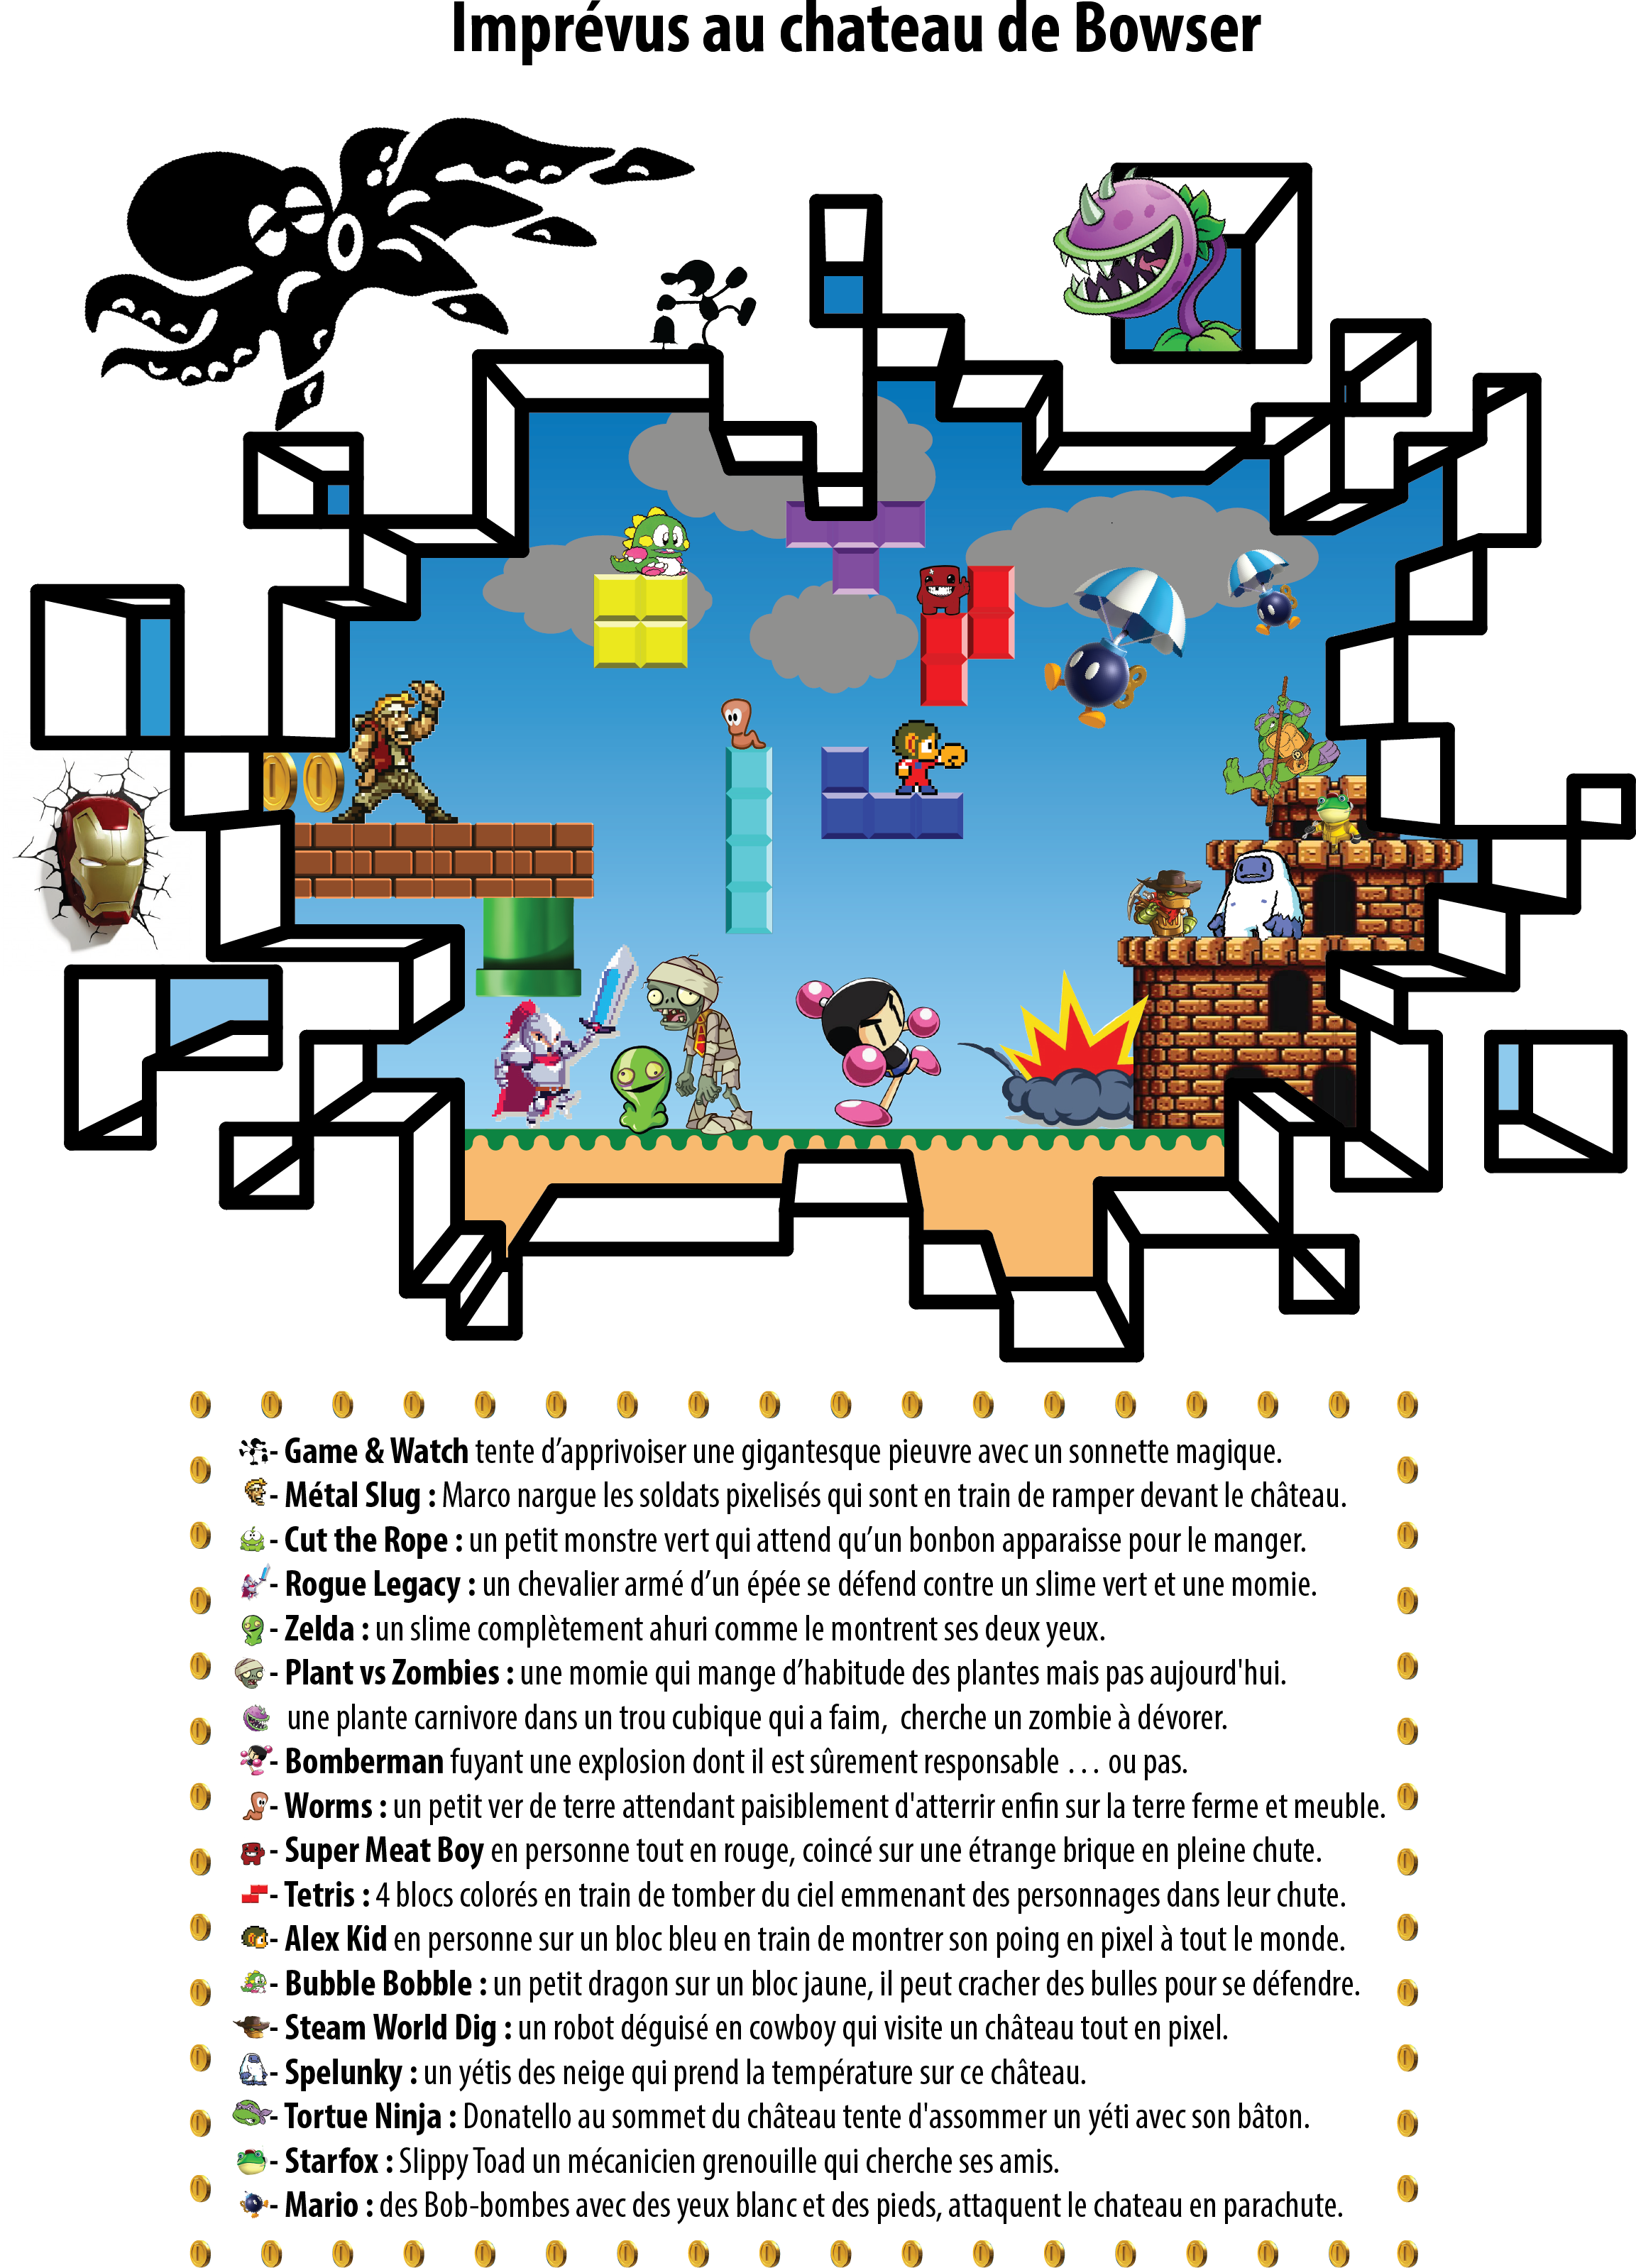 Imprévus au chateau de Bowser
- Game & Watch tente d’apprivoiser une gigantesque pieuvre avec un sonnette magique.
- Métal Slug : Marco nargue les soldats pixelisés qui sont en train de ramper devant le château.
- Cut the Rope : un petit monstre vert qui attend qu’un bonbon apparaisse pour le manger.
- Rogue Legacy : un chevalier armé d’un épée se défend contre un slime vert et une momie.
- Zelda : un slime complètement ahuri comme le montrent ses deux yeux.
- Plant vs Zombies : une momie qui mange d’habitude des plantes mais pas aujourd'hui.
une plante carnivore dans un trou cubique qui a faim, cherche un zombie à dévorer.
- Bomberman fuyant une explosion dont il est sûrement responsable … ou pas.
- Worms : un petit ver de terre attendant paisiblement d'atterrir enfin sur la terre ferme et meuble.
- Super Meat Boy en personne tout en rouge, coincé sur une étrange brique en pleine chute.
- Tetris : 4 blocs colorés en train de tomber du ciel emmenant des personnages dans leur chute.
- Alex Kid en personne sur un bloc bleu en train de montrer son poing en pixel à tout le monde.
- Bubble Bobble : un petit dragon sur un bloc jaune, il peut cracher des bulles pour se défendre.
- Steam World Dig : un robot déguisé en cowboy qui visite un château tout en pixel.
- Spelunky : un yétis des neige qui prend la température sur ce château.
- Tortue Ninja : Donatello au sommet du château tente d'assommer un yéti avec son bâton.
- Starfox : Slippy Toad un mécanicien grenouille qui cherche ses amis.
- Mario : des Bob-bombes avec des yeux blanc et des pieds, attaquent le chateau en parachute.